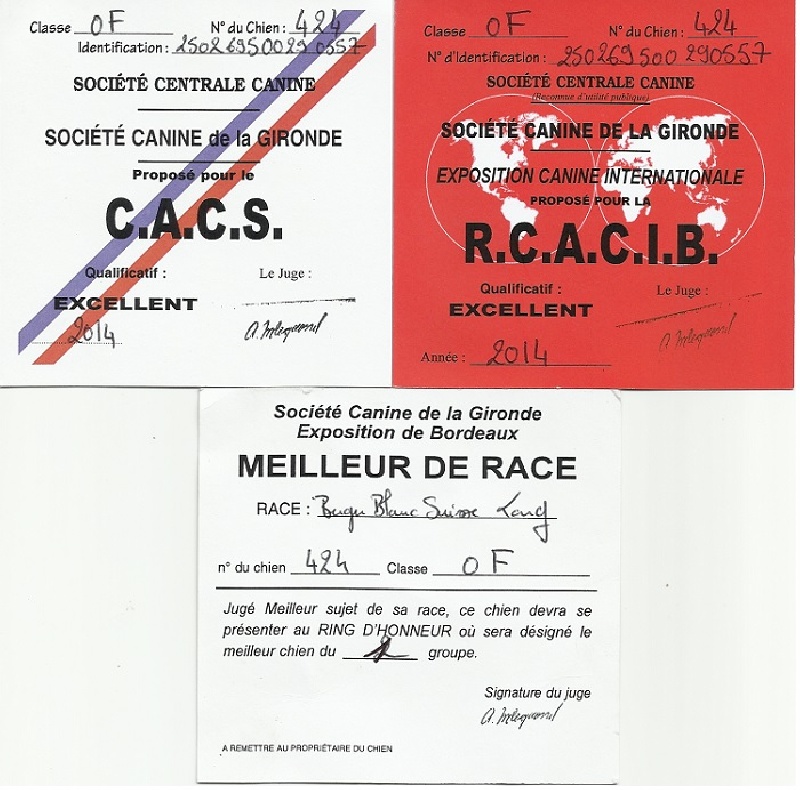 Classe OF N° du Chien : 424
Identification : 250269500290557
SOCIÉTÉ CENTRALE CANINE
SOCIÉTÉ CANINE de la GIRONDE
Proposé pour le
C.A.C.S.
Qualificatif : Le Juge :
EXCELLENT
2014
Classe OF N° du Chien : 424
N° d'Identification : 250269500290557
SOCIÉTÉ CENTRALE CANINE
(Reconnue d'utilité publique)
SOCIÉTÉ CANINE DE LA GIRONDE
EXPOSITION CANINE INTERNATIONALE
PROPOSÉ POUR LA
R.C.A.C.I.B.
Qualificatif : Le Juge :
EXCELLENT
Année : 2014
Société Canine de la Gironde
Exposition de Bordeaux
MEILLEUR DE RACE
RACE : Berger Blanc Suisse Long
n° du chien 424 Classe OF
Jugé Meilleur sujet de sa race, ce chien devra se
présenter au RING D'HONNEUR où sera désigné le
meilleur chien du 1 groupe.
Signature du juge
A REMETTRE AU PROPRIÉTAIRE DU CHIEN